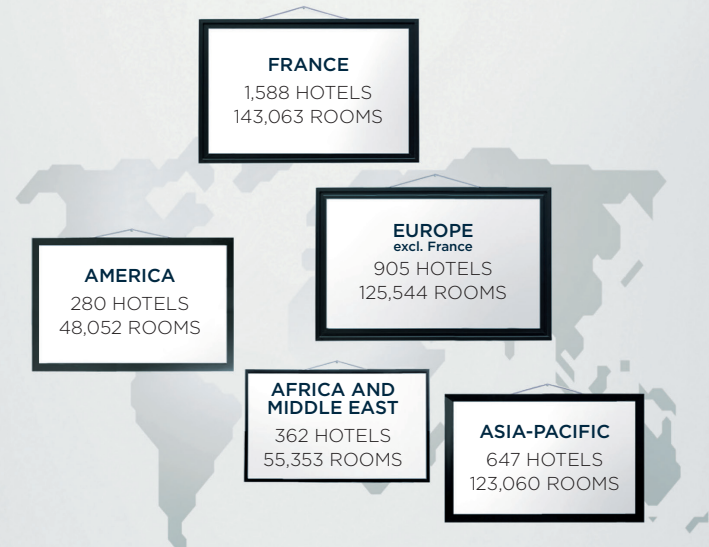 FRANCE
1,588 HOTELS
143,063 ROOMS
EUROPE
excl. France
905 HOTELS
125,544 ROOMS
AMERICA
280 HOTELS
48,052 ROOMS
AFRICA AND
MIDDLE EAST
362 HOTELS
55,353 ROOMS
ASIA-PACIFIC
647 HOTELS
123,060 ROOMS